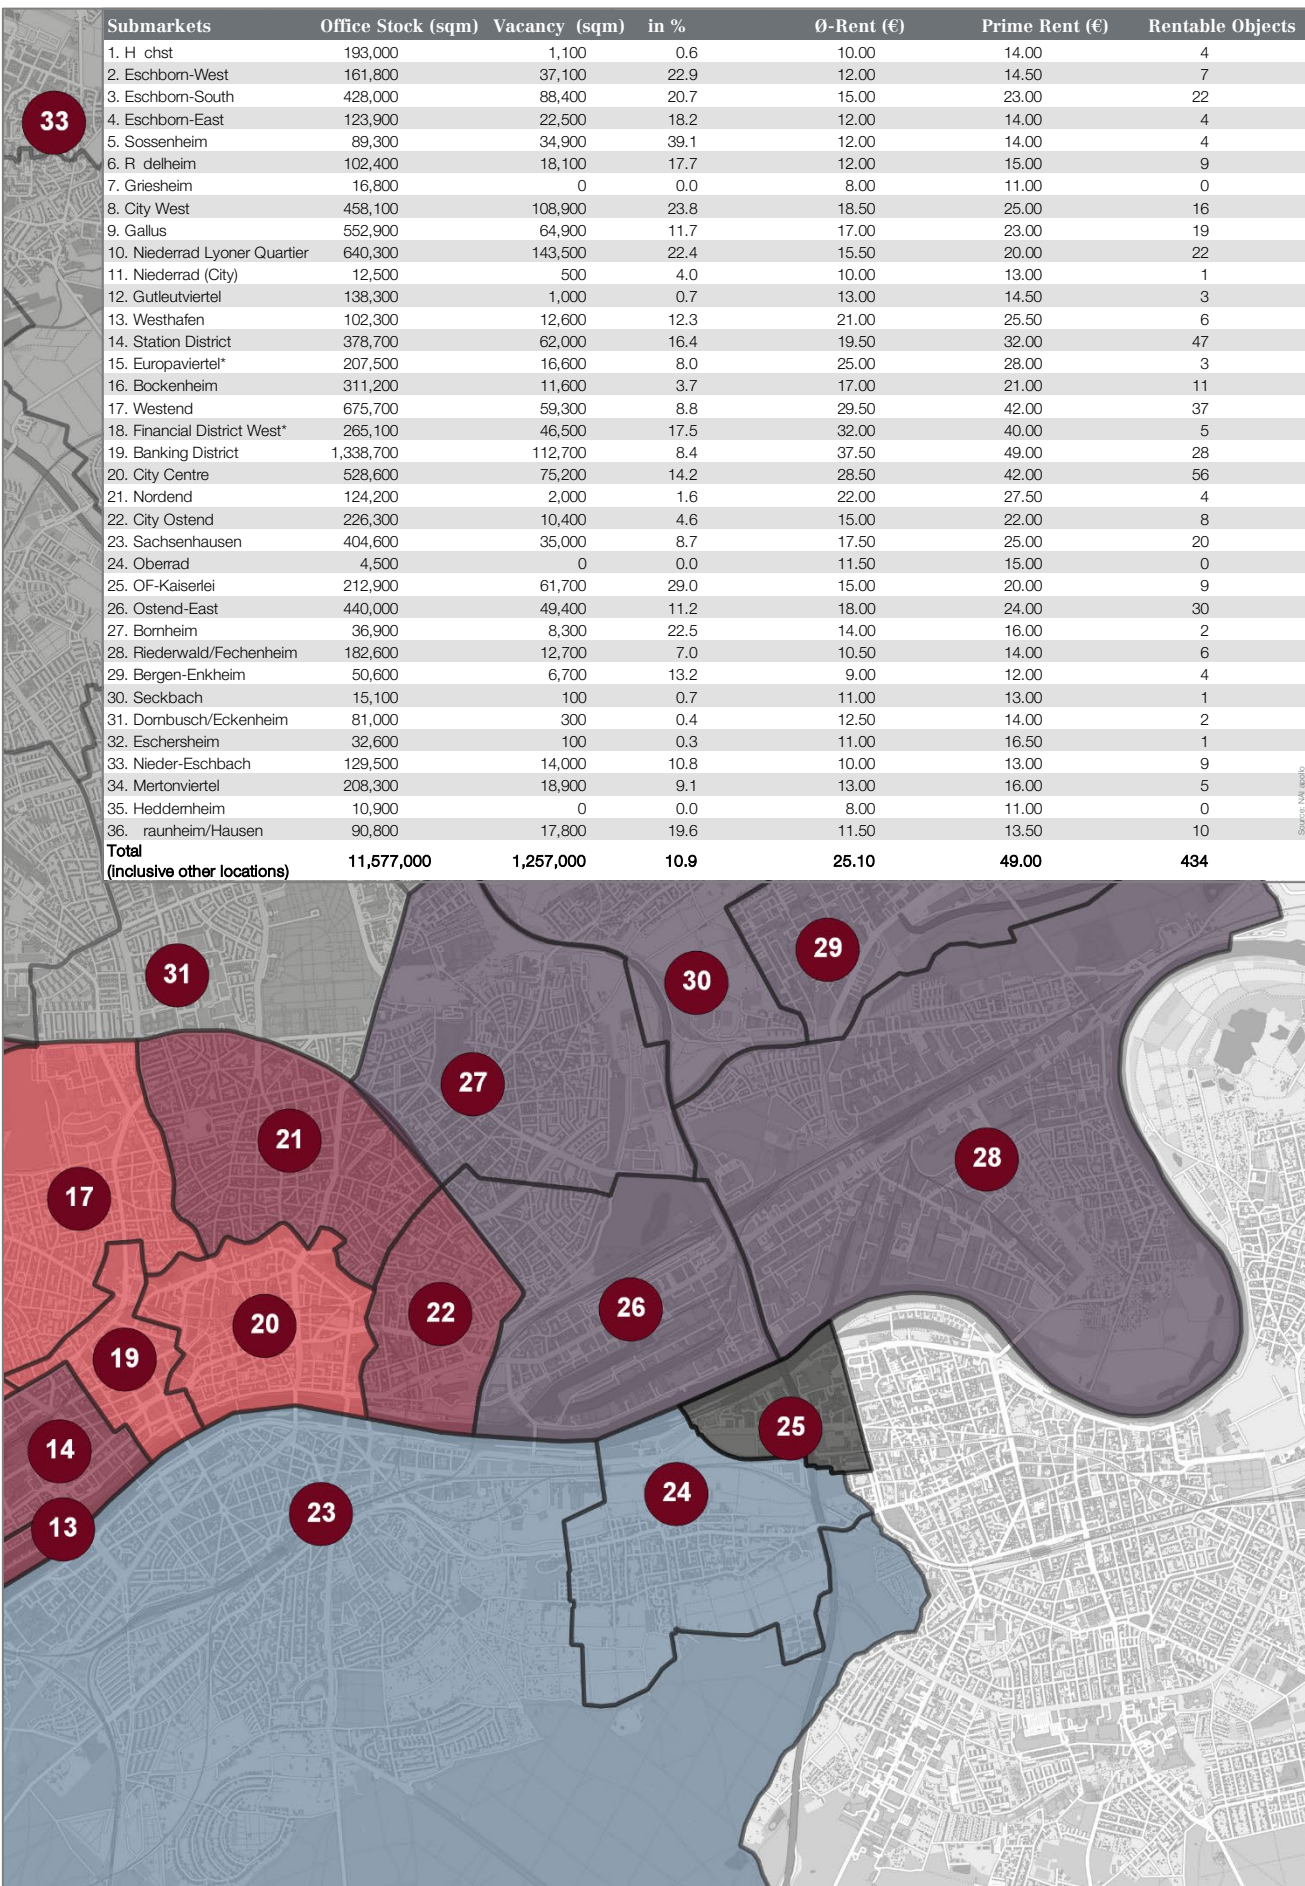 Submarkets Office Stock (sqm) Vacancy (sqm) in % Ø-Rent (€) Prime Rent (€) Rentable Objects
1. H chst 193,000 1,100 0.6 10.00 14.00 4
2. Eschborn-West 161,800 37,100 22.9 12.00 14.50 7
3. Eschborn-South 428,000 88,400 20.7 15.00 23.00 22
4. Eschborn-East 123,900 22,500 18.2 12.00 14.00 4
5. Sossenheim 89,300 34,900 39.1 12.00 14.00 4
6. R delheim 102,400 18,100 17.7 12.00 15.00 9
7. Griesheim 16,800 0 0.0 8.00 11.00 0
8. City West 458,100 108,900 23.8 18.50 25.00 16
9. Gallus 552,900 64,900 11.7 17.00 23.00 19
10. Niederrad Lyoner Quartier 640,300 143,500 22.4 15.50 20.00 22
11. Niederrad (City) 12,500 500 4.0 10.00 13.00 1
12. Gutleutviertel 138,300 1,000 0.7 13.00 14.50 3
13. Westhafen 102,300 12,600 12.3 21.00 25.50 6
14. Station District 378,700 62,000 16.4 19.50 32.00 47
15. Europaviertel* 207,500 16,600 8.0 25.00 28.00 3
16. Bockenheim 311,200 11,600 3.7 17.00 21.00 11
17. Westend 675,700 59,300 8.8 29.50 42.00 37
18. Financial District West* 265,100 46,500 17.5 32.00 40.00 5
19. Banking District 1,338,700 112,700 8.4 37.50 49.00 28
20. City Centre 528,600 75,200 14.2 28.50 42.00 56
21. Nordend 124,200 2,000 1.6 22.00 27.50 4
22. City Ostend 226,300 10,400 4.6 15.00 22.00 8
23. Sachsenhausen 404,600 35,000 8.7 17.50 25.00 20
24. Oberrad 4,500 0 0.0 11.50 15.00 0
25. OF-Kaiserlei 212,900 61,700 29.0 15.00 20.00 9
26. Ostend-East 440,000 49,400 11.2 18.00 24.00 30
27. Bornheim 36,900 8,300 22.5 14.00 16.00 2
28. Riederwald/Fechenheim 182,600 12,700 7.0 10.50 14.00 6
29. Bergen-Enkheim 50,600 6,700 13.2 9.00 12.00 4
30. Seckbach 15,100 100 0.7 11.00 13.00 1
31. Dornbusch/Eckenheim 81,000 300 0.4 12.50 14.00 2
32. Eschersheim 32,600 100 0.3 11.00 16.50 1
33. Nieder-Eschbach 129,500 14,000 10.8 10.00 13.00 9
34. Mertonviertel 208,300 18,900 9.1 13.00 16.00 5
35. Heddernheim 10,900 0 0.0 8.00 11.00 0
36. raunheim/Hausen 90,800 17,800 19.6 11.50 13.50 10
Total
(inclusive other locations) 11,577,000 1,257,000 10.9 25.10 49.00 434
Source: NAI apollo
33
29
31
30
27
21
28
17
26
22
20
19
25
14
24
23
13